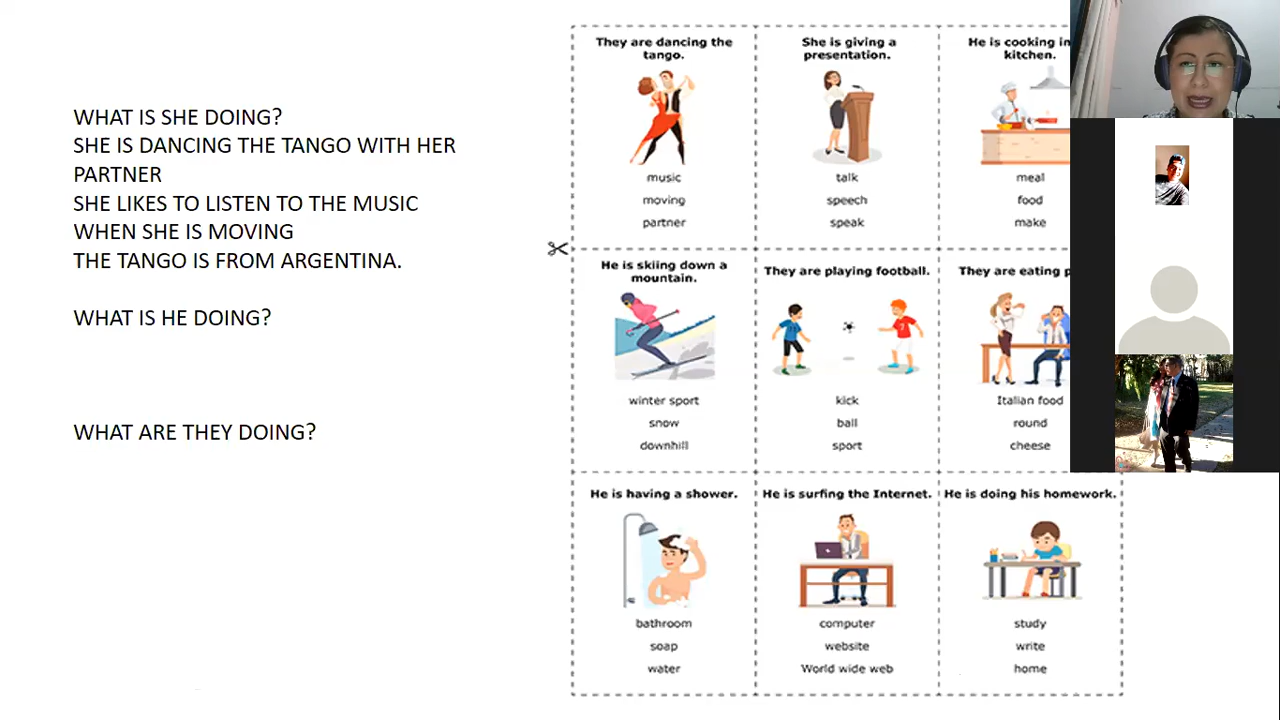 WHAT IS SHE DOING?
SHE IS DANCING THE TANGO WITH HER
PARTNER
SHE LIKES TO LISTEN TO THE MUSIC
WHEN SHE IS MOVING
THE TANGO IS FROM ARGENTINA.
WHAT IS HE DOING?
WHAT ARE THEY DOING?
They are dancing the
tango.
music
moving
partner
She is giving a
presentation.
talk
speech
speak
He is cooking in
kitchen.
meal
food
make
He is skiing down a
mountain.
winter sport
snow
downhill
They are playing football.
kick
ball
sport
They are eating
Italian food
round
cheese
He is having a shower.
bathroom
soap
water
He is surfing the Internet.
computer
website
World wide web
He is doing his homework.
study
write
home